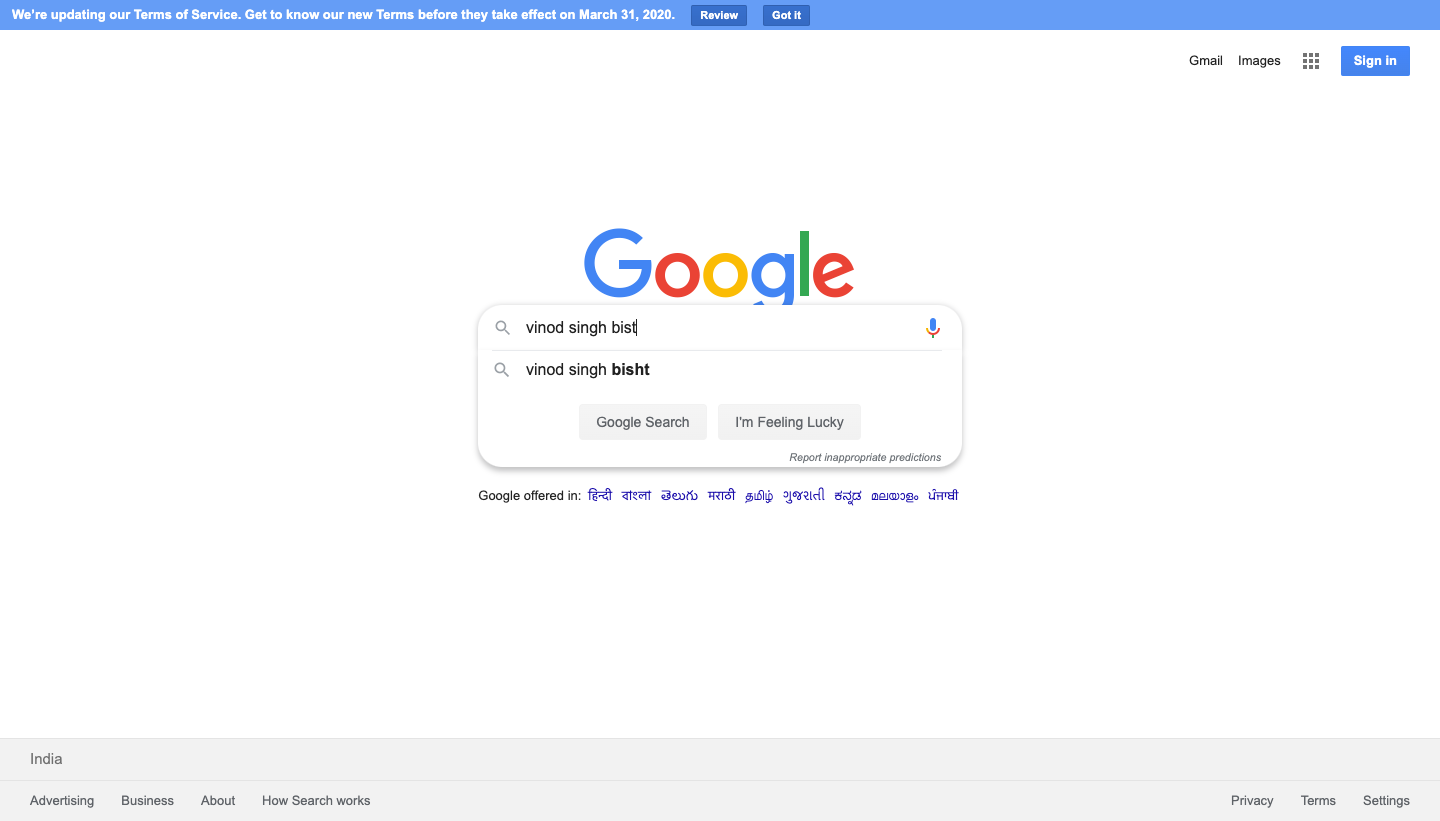 We're updating our Terms of Service. Get to know our new Terms before they take effect on March 31, 2020. Review Got it
Gmail Images Sign in
Google
vinod singh bist
vinod singh bisht
Google Search I'm Feeling Lucky
Report inappropriate predictions
Google offered in: हिन्दी বাংলা తెలుగు मराठी தமிழ் ગુજરાતી ಕನ್ನಡ മലയാളം ਪੰਜਾਬੀ
India
Advertising Business About How Search works Privacy Terms Settings